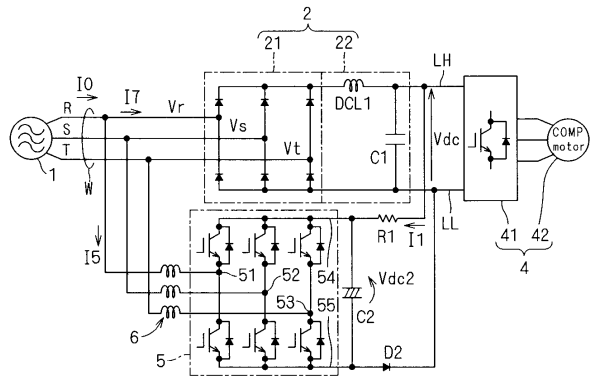 2
21 22
I0 I7 Vr
R
S
T
1
W
Vs
Vt
DCL1
C1
LH
Vdc
LL
COMP
motor
41 42
4
R1
I1
I5
51 52
53
54
55
6
5
Vdc2
C2
D2